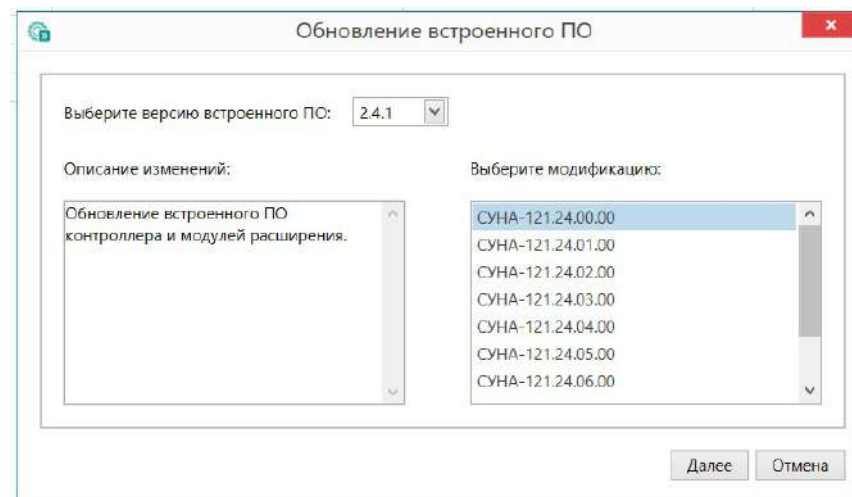 Обновление встроенного ПО
Выберите версию встроенного ПО: 2.4.1
Описание изменений:
Обновление встроенного ПО
контроллера и модулей расширения.
Выберите модификацию:
СУНА-121.24.00.00
СУНА-121.24.01.00
СУНА-121.24.02.00
СУНА-121.24.03.00
СУНА-121.24.04.00
СУНА-121.24.05.00
СУНА-121.24.06.00
Далее Отмена